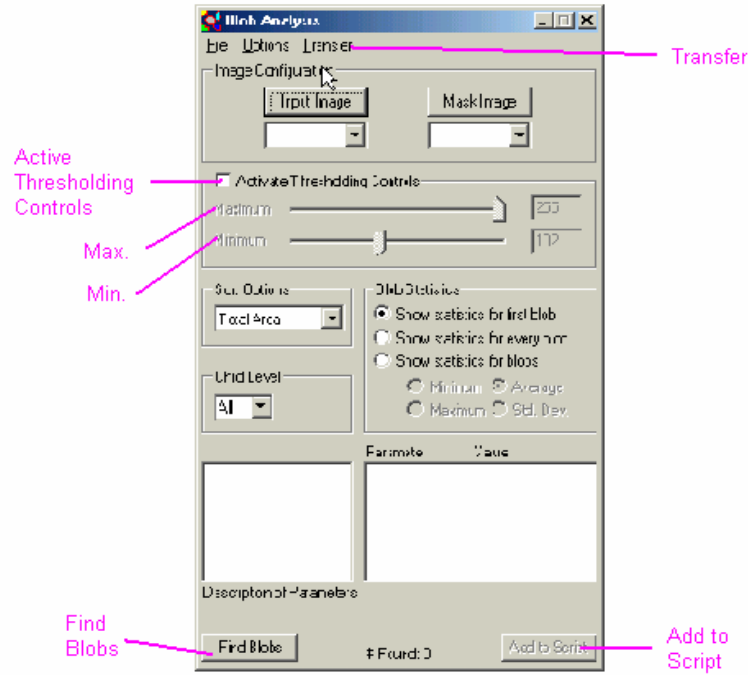 Blob Analysis
File Options Transfer
Transfer
Image Configuration
Input Image
Mask Image
Active
Thresholding
Controls
Activate Thresholding Controls
Maximum
255
Max.
Minimum
Min.
Sort Options
Total Area
Blob Statistics
Show statistics for first blob
Show statistics for every blob
Show statistics for blobs
Minimum
Average
Maximum
Std. Dev.
Child Level
All
Parameter
Value
Description of Parameters
Find
Blobs
Find Blobs
# Found: 0
Add to Script
Add to
Script